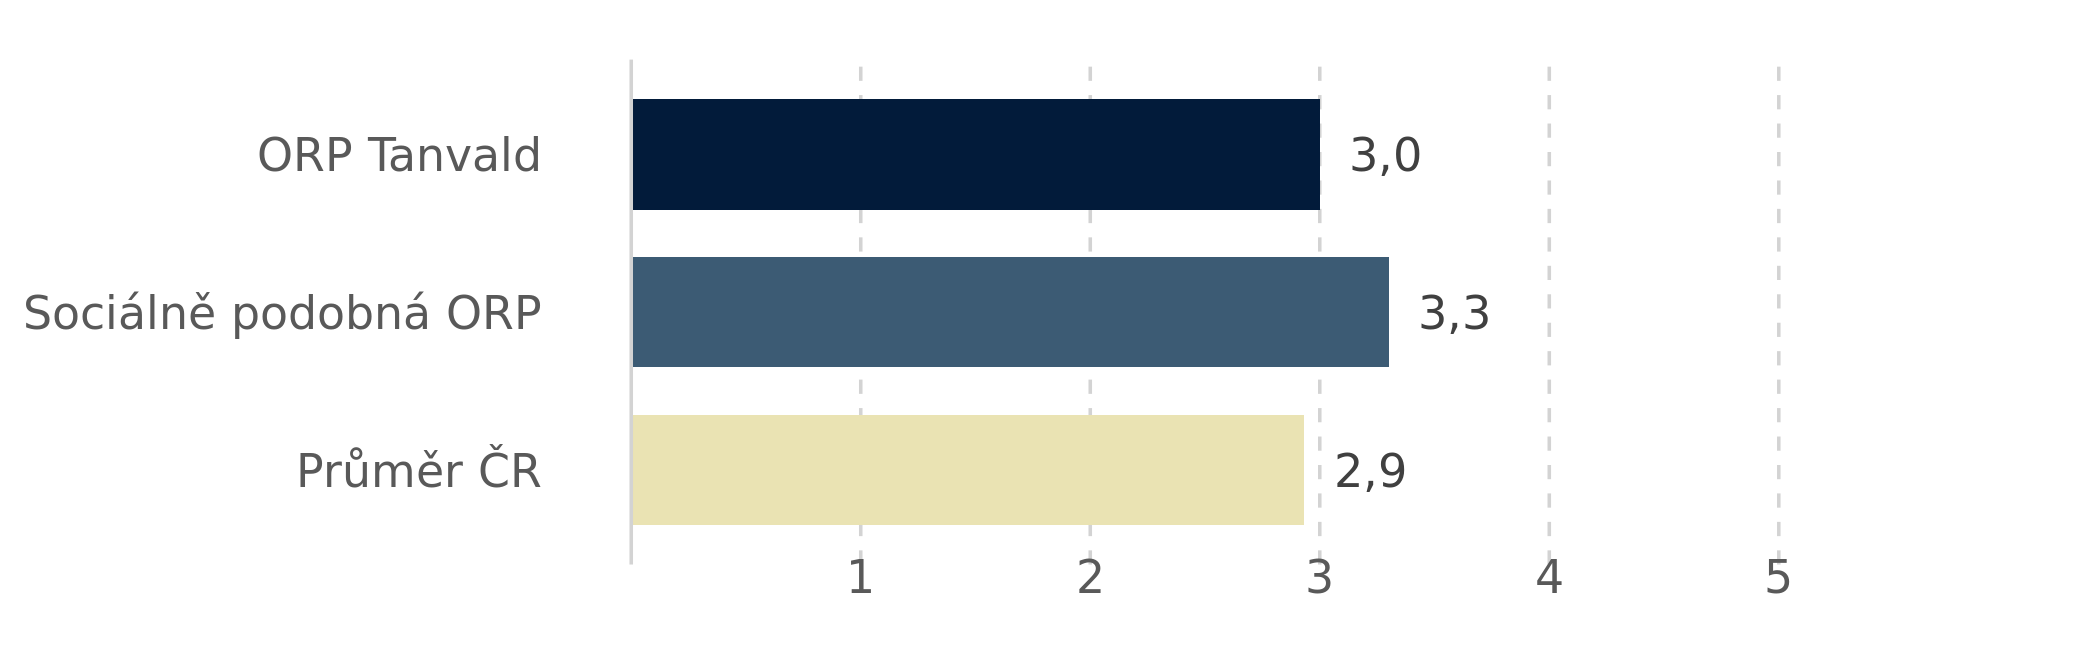 ORP Tanvald 3,0
Sociálně podobná ORP 3,3
Průměr ČR 2,9
1 2 3 4 5